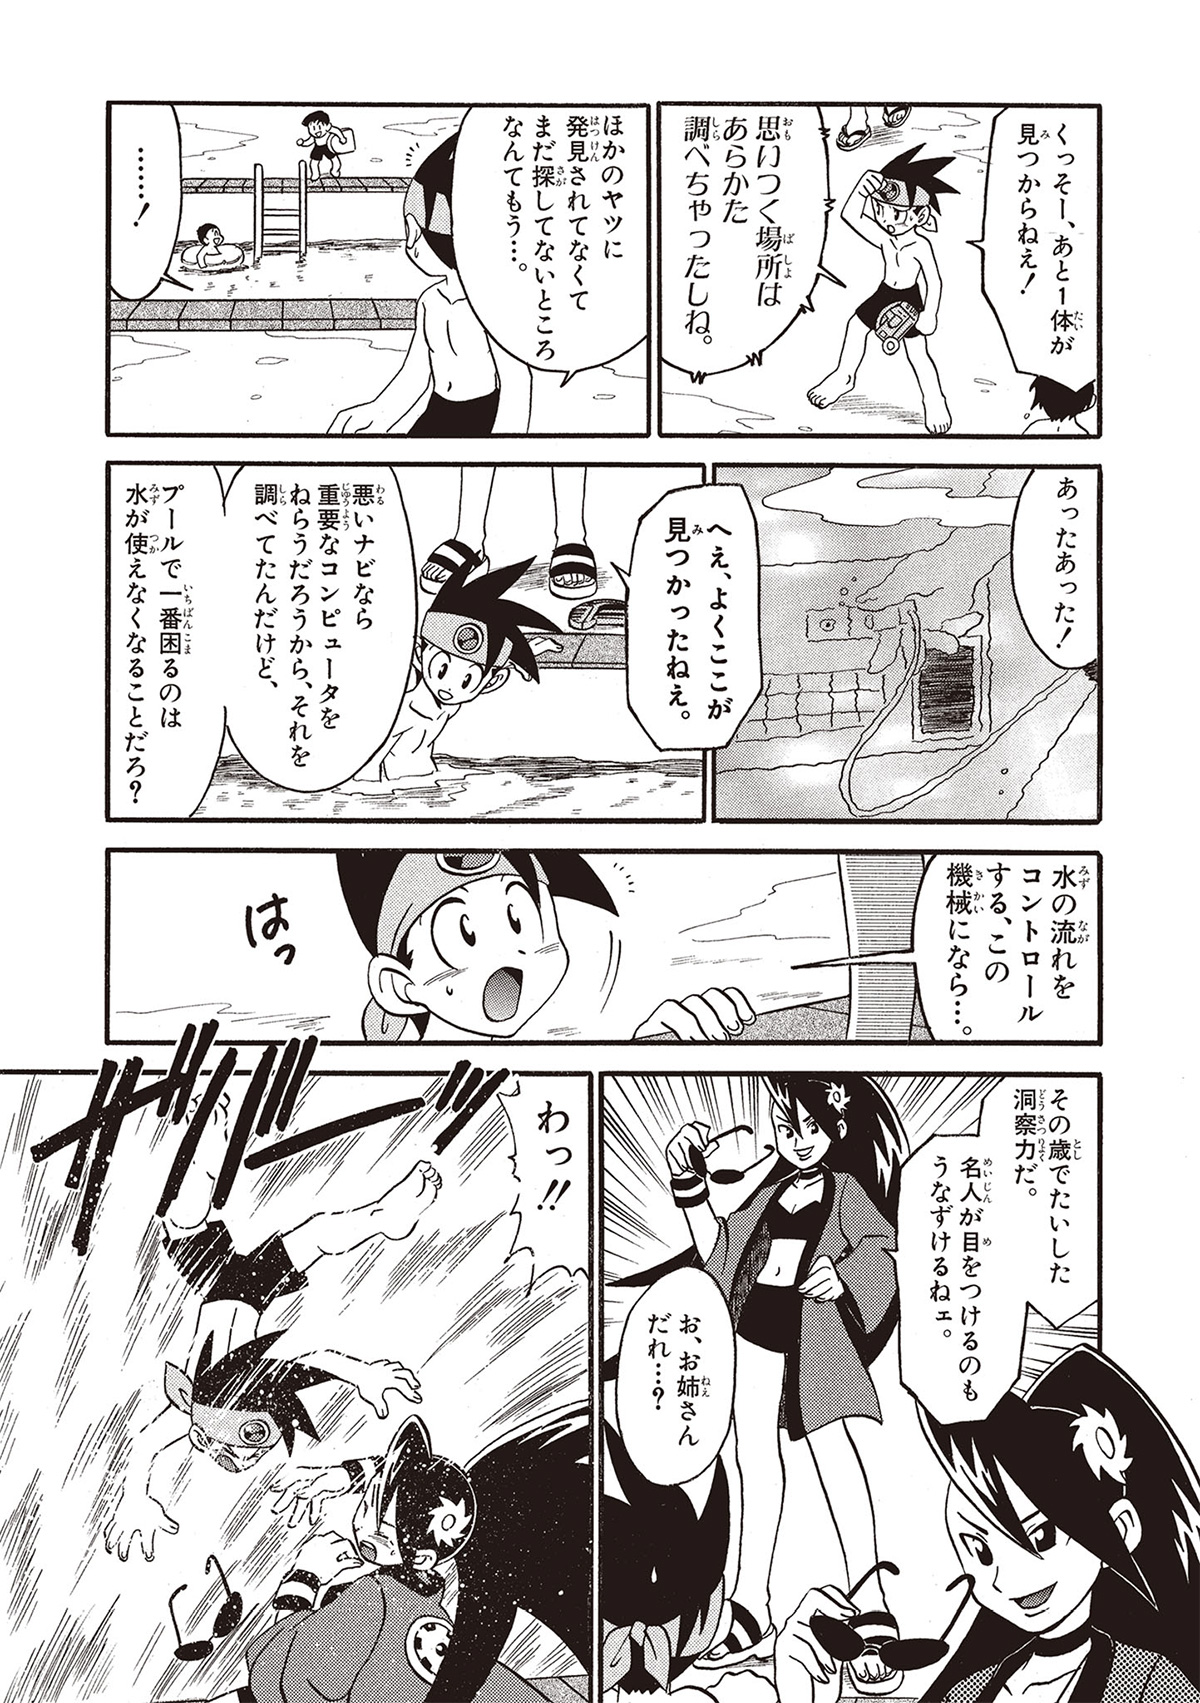 くっそー、あと1体が
見つからねえ！
思いつく場所は
あらかた
調べちゃったしね。
ほかのヤツに
発見されてなくて
まだ探してないところ
なんてもう…。
……！
あったあった！
へぇ、よくここが
見つかったねぇ。
悪いナビなら
重要なコンピュータを
ねらうだろうから、それを
調べてたんだけど、
プールで一番困るのは
水が使えなくなることだろ？
水の流れを
コントロール
する、この
機械になら…。
はっ
その歳でたいした
洞察力だ。
名人が目をつけるのも
うなずけるねェ。
お、お姉さん
だれ…？
わっ!!